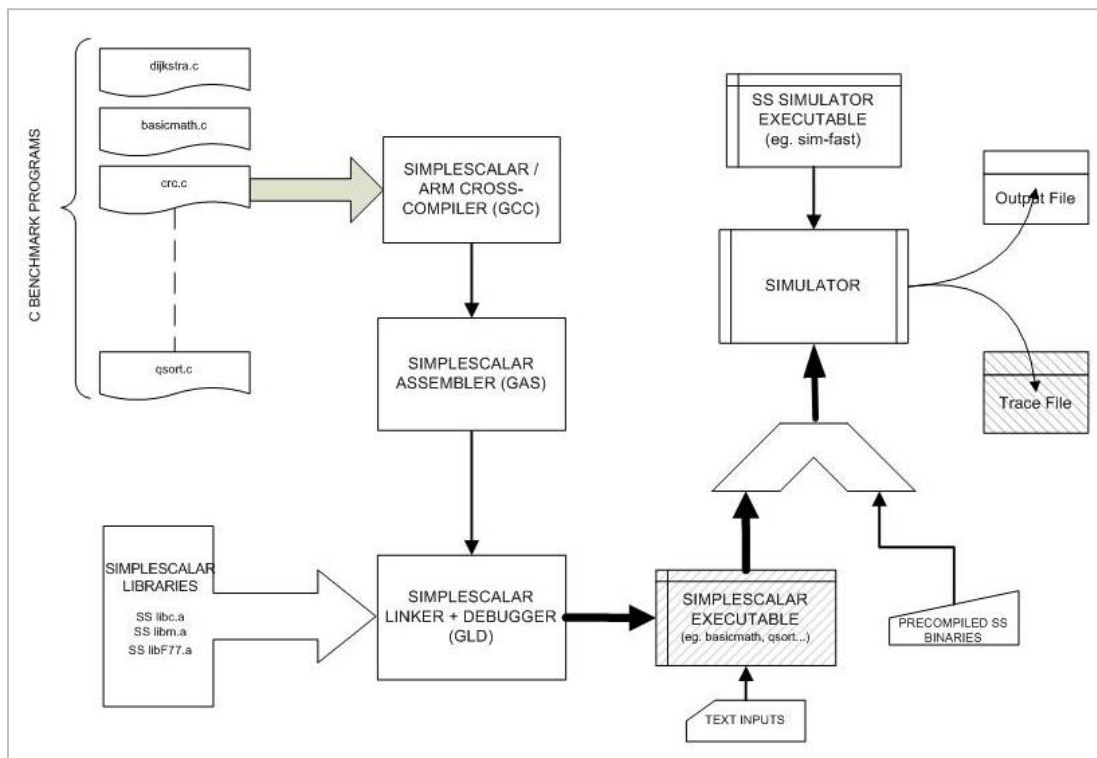 C BENCHMARK PROGRAMS
dijkstra.c
basicmath.c
crc.c
qsort.c
SIMPLESCALAR /
ARM CROSS-
COMPILER (GCC)
SIMPLESCALAR
ASSEMBLER (GAS)
SIMPLESCALAR
LIBRARIES
SS libc.a
SS libm.a
SS libF77.a
SIMPLESCALAR
LINKER + DEBUGGER
(GLD)
SIMPLESCALAR
EXECUTABLE
(eg. basicmath, qsort...)
TEXT INPUTS
PRECOMPILED SS
BINARIES
SS SIMULATOR
EXECUTABLE
(eg. sim-fast)
SIMULATOR
Output File
Trace File